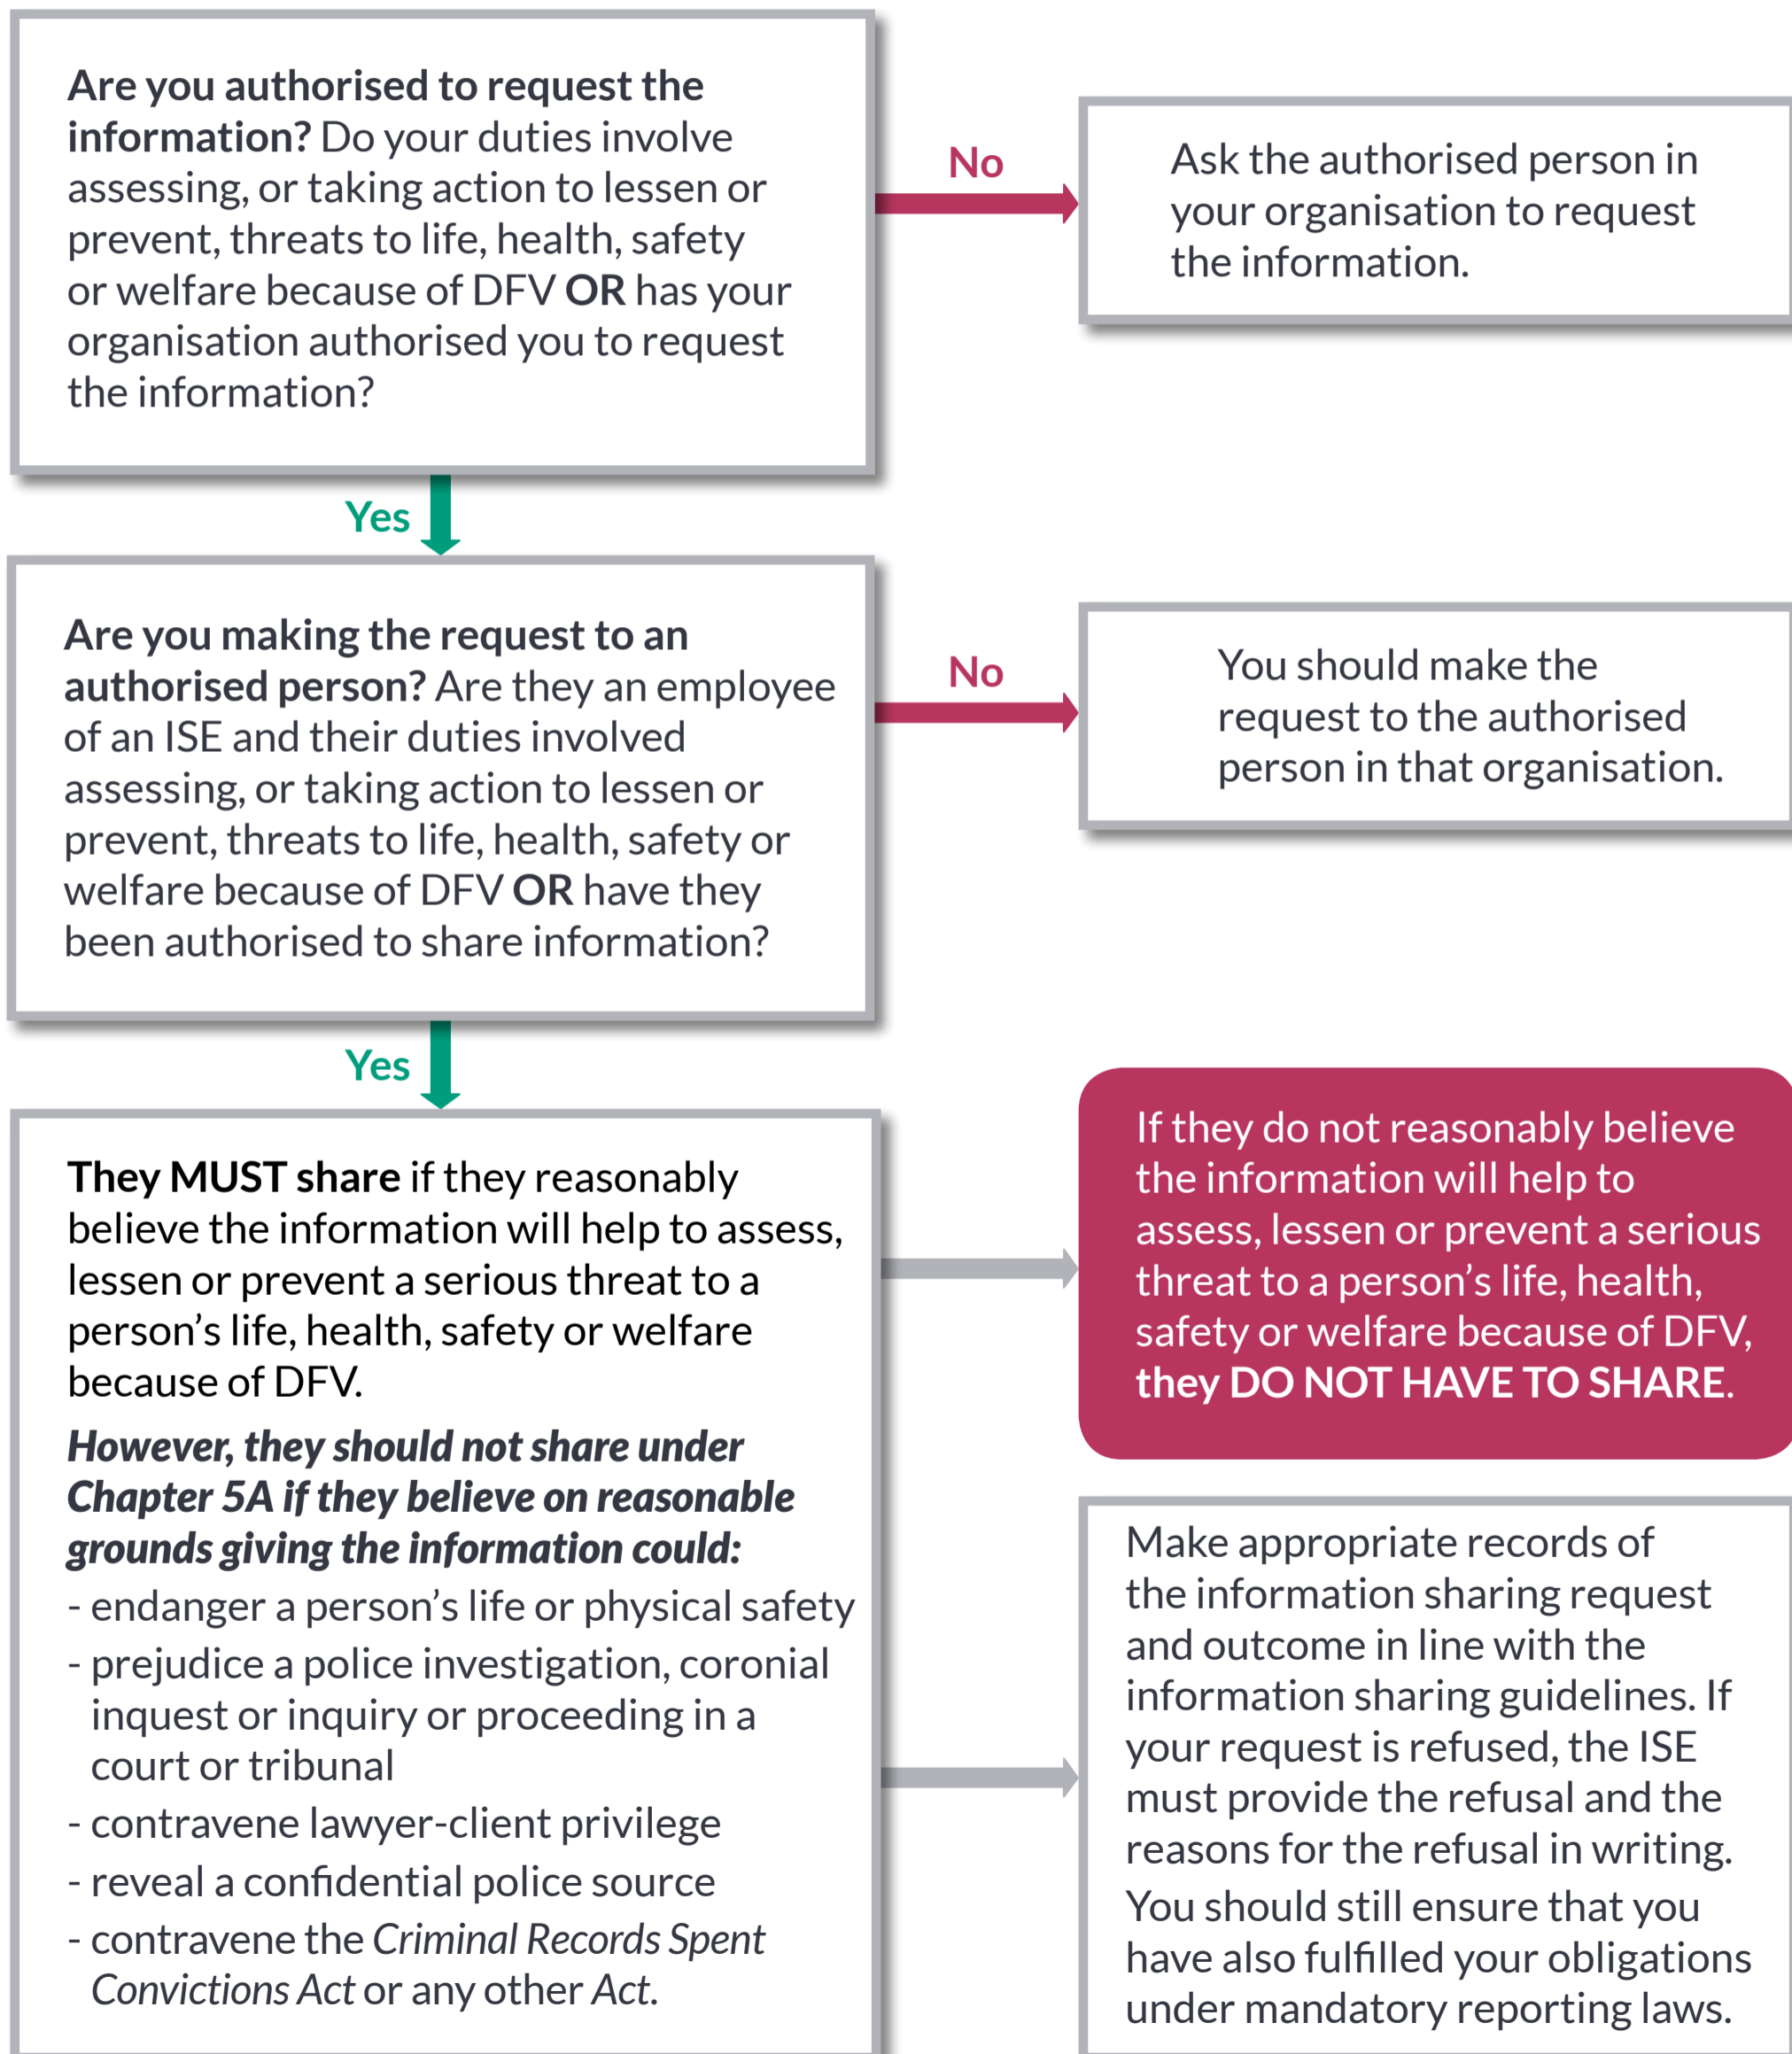 Are you authorised to request the
information? Do your duties involve
assessing, or taking action to lessen or
prevent, threats to life, health, safety
or welfare because of DFV OR has your
organisation authorised you to request
the information?
No
Ask the authorised person in
your organisation to request
the information.
Yes
Are you making the request to an
authorised person? Are they an employee
of an ISE and their duties involved
assessing, or taking action to lessen or
prevent, threats to life, health, safety or
welfare because of DFV OR have they
been authorised to share information?
No
You should make the
request to the authorised
person in that organisation.
Yes
They MUST share if they reasonably
believe the information will help to assess,
lessen or prevent a serious threat to a
person's life, health, safety or welfare
because of DFV.
However, they should not share under
Chapter 5A if they believe on reasonable
grounds giving the information could:
- endanger a person's life or physical safety
- prejudice a police investigation, coronial
inquest or inquiry or proceeding in a
court or tribunal
- contravene lawyer-client privilege
- reveal a confidential police source
- contravene the Criminal Records Spent
Convictions Act or any other Act.
If they do not reasonably believe
the information will help to
assess, lessen or prevent a serious
threat to a person's life, health,
safety or welfare because of DFV,
they DO NOT HAVE TO SHARE.
Make appropriate records of
the information sharing request
and outcome in line with the
information sharing guidelines. If
your request is refused, the ISE
must provide the refusal and the
reasons for the refusal in writing.
You should still ensure that you
have also fulfilled your obligations
under mandatory reporting laws.